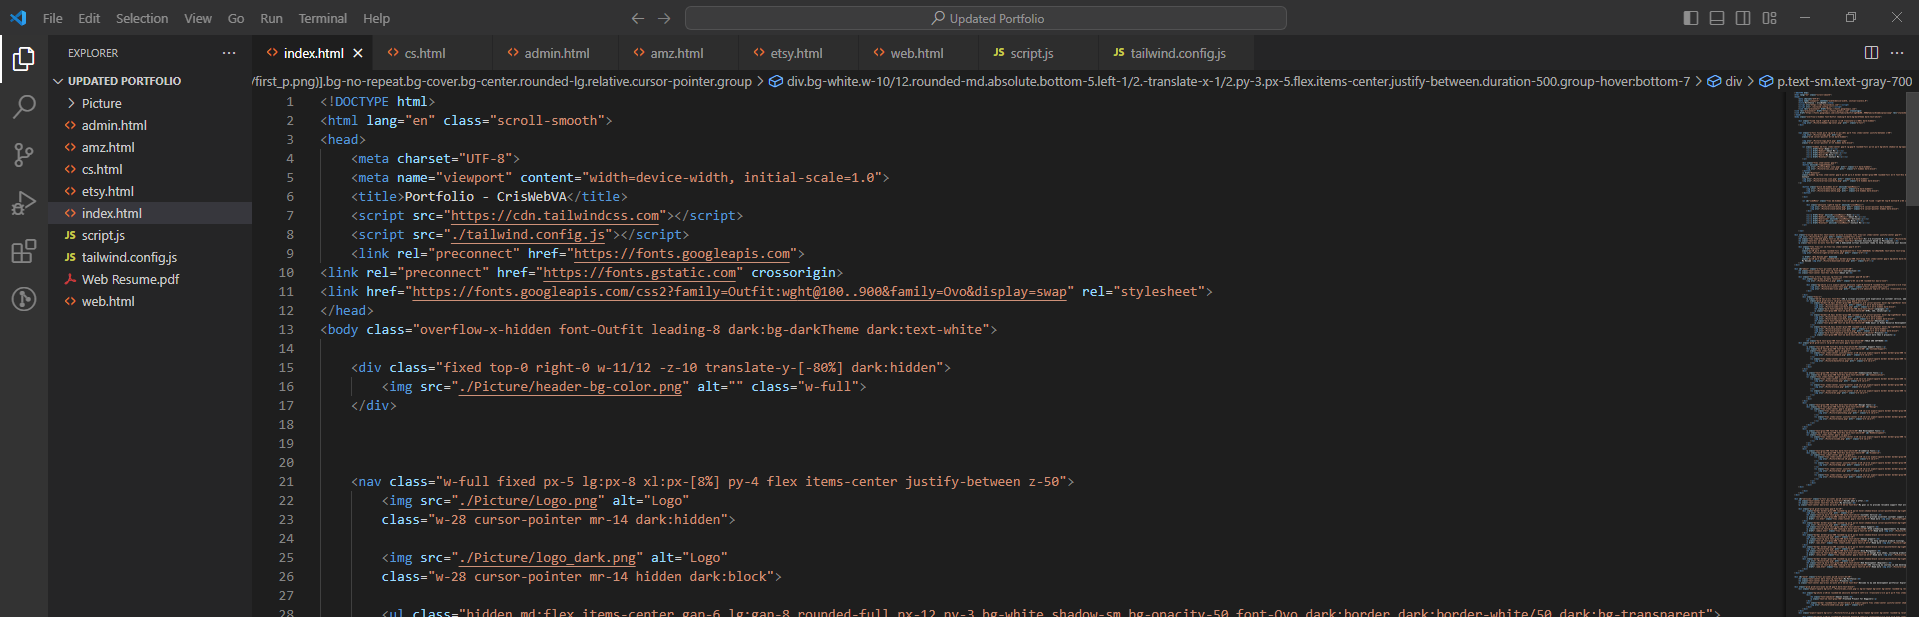 File Edit Selection View Go Run Terminal Help
Updated Portfolio
EXPLORER
UPDATED PORTFOLIO
Picture
admin.html
amz.html
cs.html
etsy.html
index.html
JS script.js
JS tailwind.config.js
Web Resume.pdf
web.html
index.html cs.html admin.html amz.html etsy.html web.html JS script.js JS tailwind.config.js
/first_p.png)].bg-no-repeat.bg-cover.bg-center.rounded-lg.relative.cursor-pointer.group > div.bg-white.w-10/12.rounded-md.absolute.bottom-5.left-1/2.-translate-x-1/2.py-3.px-5.flex.items-center.justify-between.duration-500.group-hover:bottom-7 > div > p.text-sm.text-gray-700
1 <!DOCTYPE html>
2 <html lang="en" class="scroll-smooth">
3 <head>
4 <meta charset="UTF-8">
5 <meta name="viewport" content="width=device-width, initial-scale=1.0">
6 <title>Portfolio - CrisWebVA</title>
7 <script src="https://cdn.tailwindcss.com"></script>
8 <script src="./tailwind.config.js"></script>
9 <link rel="preconnect" href="https://fonts.googleapis.com">
10 <link rel="preconnect" href="https://fonts.gstatic.com" crossorigin>
11 <link href="https://fonts.googleapis.com/css2?family=Outfit:wght@100..900&family=Ovo&display=swap" rel="stylesheet">
12 </head>
13 <body class="overflow-x-hidden font-Outfit leading-8 dark:bg-darkTheme dark:text-white">
14
15 <div class="fixed top-0 right-0 w-11/12 -z-10 translate-y-[-80%] dark:hidden">
16 <img src="./Picture/header-bg-color.png" alt="" class="w-full">
17 </div>
18
19
20
21 <nav class="w-full fixed px-5 lg:px-8 xl:px-[8%] py-4 flex items-center justify-between z-50">
22 <img src="./Picture/Logo.png" alt="Logo"
23 class="w-28 cursor-pointer mr-14 dark:hidden">
24
25 <img src="./Picture/logo_dark.png" alt="Logo"
26 class="w-28 cursor-pointer mr-14 hidden dark:block">
27
28 <ul class="hidden md:flex items-center gap-6 lg:gap-8 rounded-full px-12 py-3 bg-white shadow-sm bg-opacity-50 font-Ovo dark:border dark:border-white/50 dark:bg-transparent">